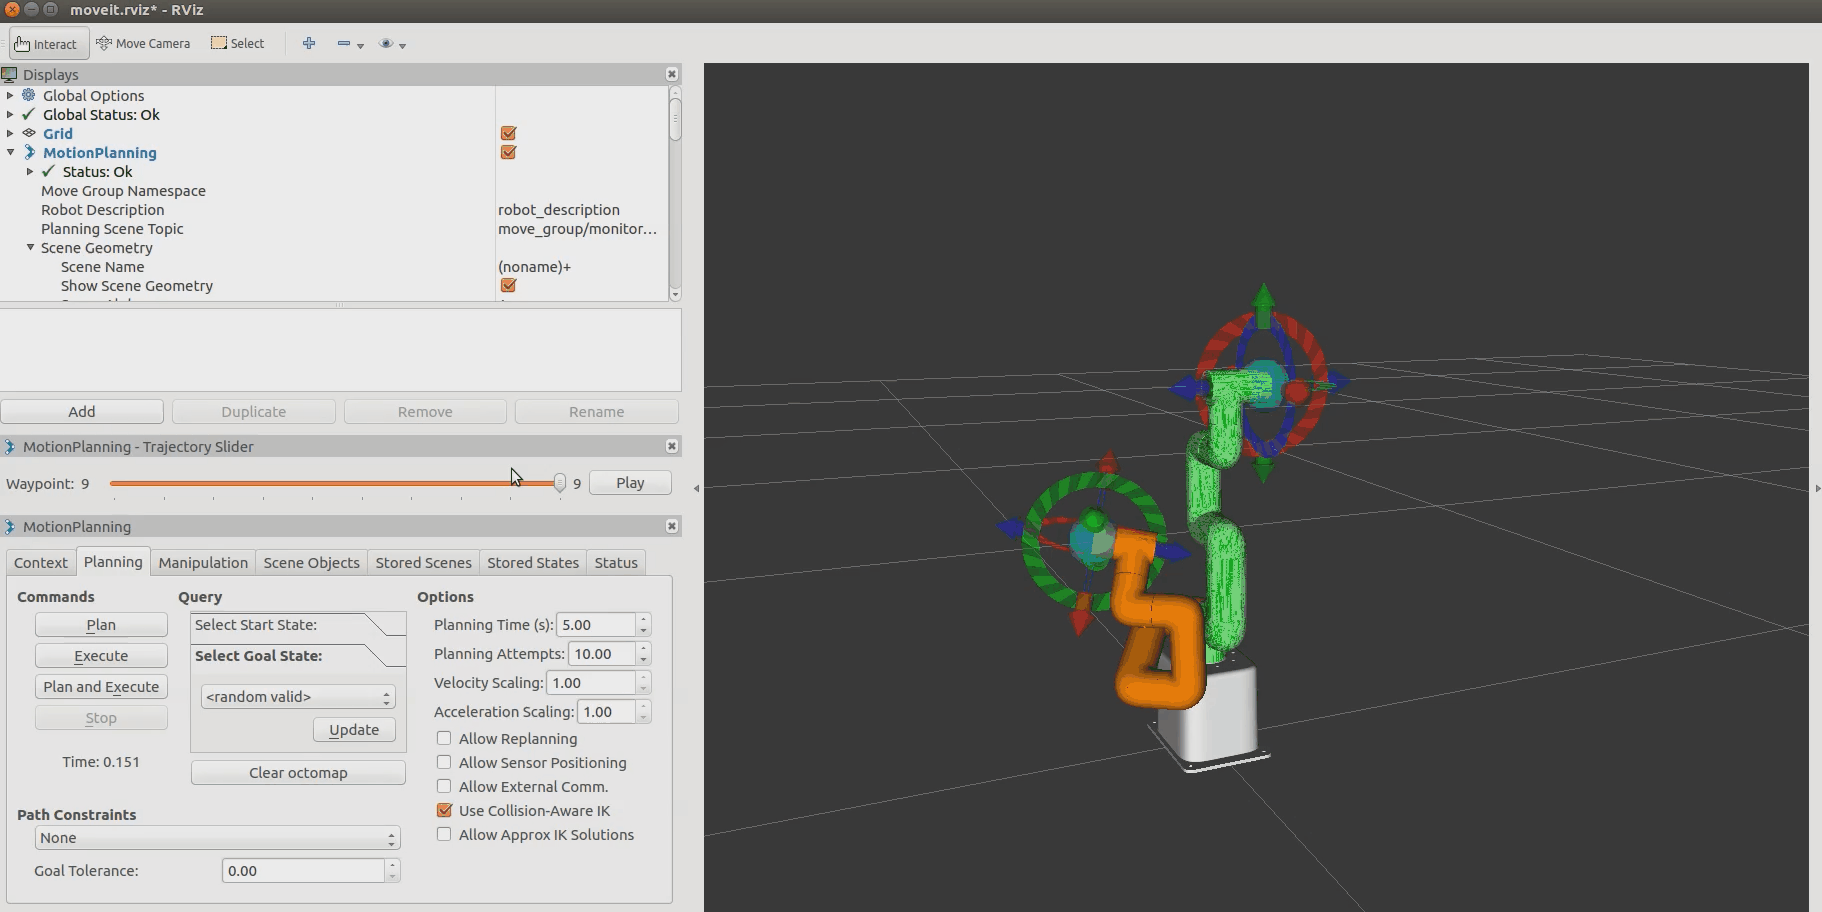 moveit.rviz* - RViz
Interact Move Camera Select
Displays
Global Options
Global Status: Ok
Grid
MotionPlanning
Status: Ok
Move Group Namespace
Robot Description robot_description
Planning Scene Topic move_group/monitor...
Scene Geometry
Scene Name (noname)+
Show Scene Geometry
Add Duplicate Remove Rename
MotionPlanning - Trajectory Slider
Waypoint: 9 9 Play
MotionPlanning
Context Planning Manipulation Scene Objects Stored Scenes Stored States Status
Commands
Plan
Execute
Plan and Execute
Stop
Time: 0.151
Query
Select Start State:
Select Goal State:
<random valid>
Update
Clear octomap
Options
Planning Time (s): 5.00
Planning Attempts: 10.00
Velocity Scaling: 1.00
Acceleration Scaling: 1.00
Allow Replanning
Allow Sensor Positioning
Allow External Comm.
Use Collision-Aware IK
Allow Approx IK Solutions
Path Constraints
None
Goal Tolerance: 0.00